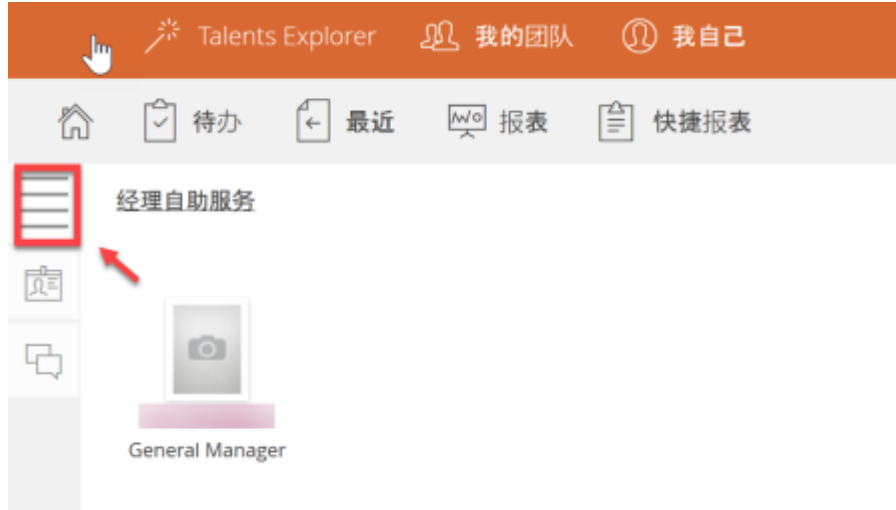 Talents Explorer 我的团队 我自己
待办 最近 报表 快捷报表
经理自助服务
General Manager